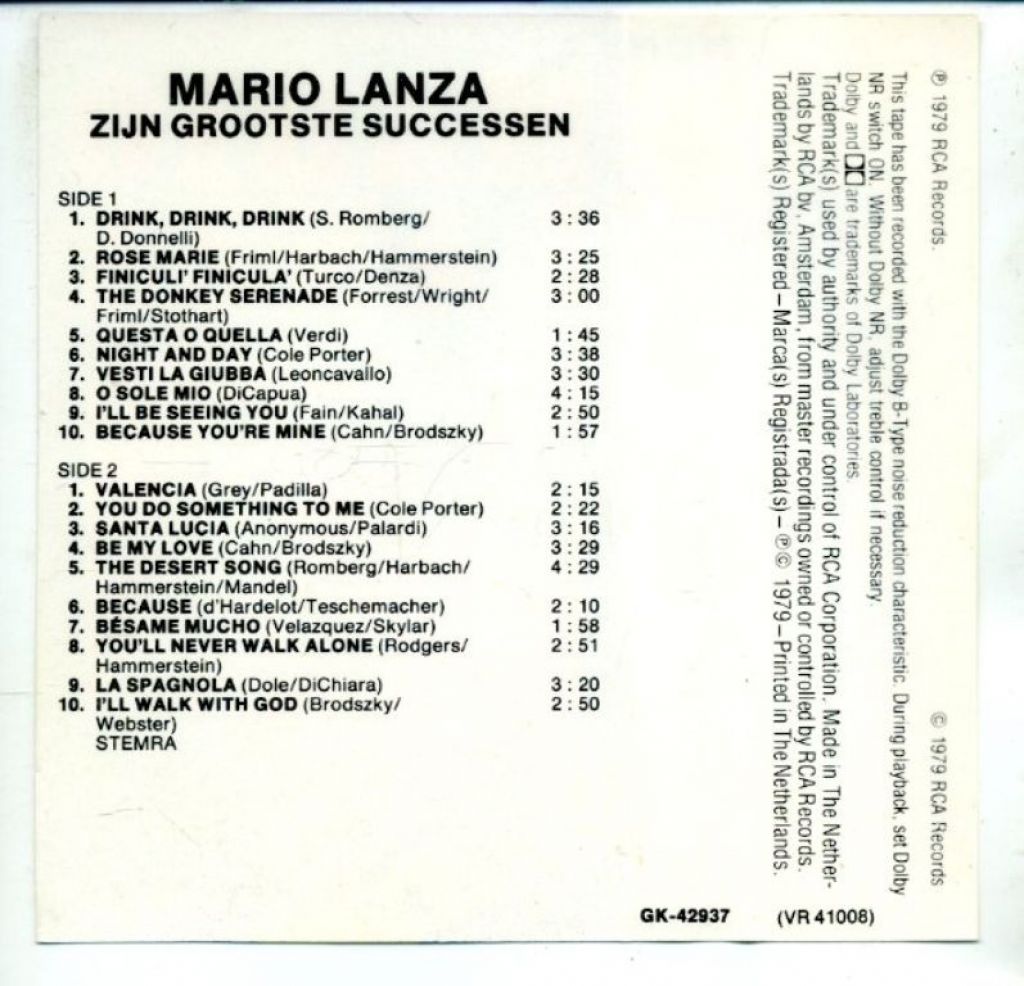 MARIO LANZA
ZIJN GROOTSTE SUCCESSEN
SIDE 1
1. DRINK, DRINK, DRINK (S. Romberg/ 3 : 36
D. Donnelli)
2. ROSE MARIE (Friml/Harbach/Hammerstein) 3 : 25
3. FINICULI' FINICULA' (Turco/Denza) 2 : 28
4. THE DONKEY SERENADE (Forrest/Wright/ 3 : 00
Friml/Stothart)
5. QUESTA O QUELLA (Verdi) 1 : 45
6. NIGHT AND DAY (Cole Porter) 3 : 38
7. VESTI LA GIUBBA (Leoncavallo) 3 : 30
8. O SOLE MIO (DiCapua) 4 : 15
9. I'LL BE SEEING YOU (Fain/Kahal) 2 : 50
10. BECAUSE YOU'RE MINE (Cahn/Brodszky) 1 : 57
SIDE 2
1. VALENCIA (Grey/Padilla) 2 : 15
2. YOU DO SOMETHING TO ME (Cole Porter) 2 : 22
3. SANTA LUCIA (Anonymous/Palardi) 3 : 16
4. BE MY LOVE (Cahn/Brodszky) 3 : 29
5. THE DESERT SONG (Romberg/Harbach/ 4 : 29
Hammerstein/Mandel)
6. BECAUSE (d'Hardelot/Teschemacher) 2 : 10
7. BÉSAME MUCHO (Velazquez/Skylar) 1 : 58
8. YOU'LL NEVER WALK ALONE (Rodgers/ 2 : 51
Hammerstein)
9. LA SPAGNOLA (Dole/DiChiara) 3 : 20
10. I'LL WALK WITH GOD (Brodszky/ 2 : 50
Webster)
STEMRA
GK-42937 (VR 41008)
℗ 1979 RCA Records. © 1979 RCA Records
This tape has been recorded with the Dolby B-Type noise reduction characteristic. During playback, set Dolby
NR switch ON. Without Dolby NR, adjust treble control if necessary.
Dolby and are trademarks of Dolby Laboratories.
Trademark(s) used by authority and under control of RCA Corporation. Made in The Nether-
lands by RCA bv, Amsterdam, from master recordings owned or controlled by RCA Records.
Trademark(s) Registered – Marca(s) Registrada(s) – ℗ © 1979 – Printed in The Netherlands.